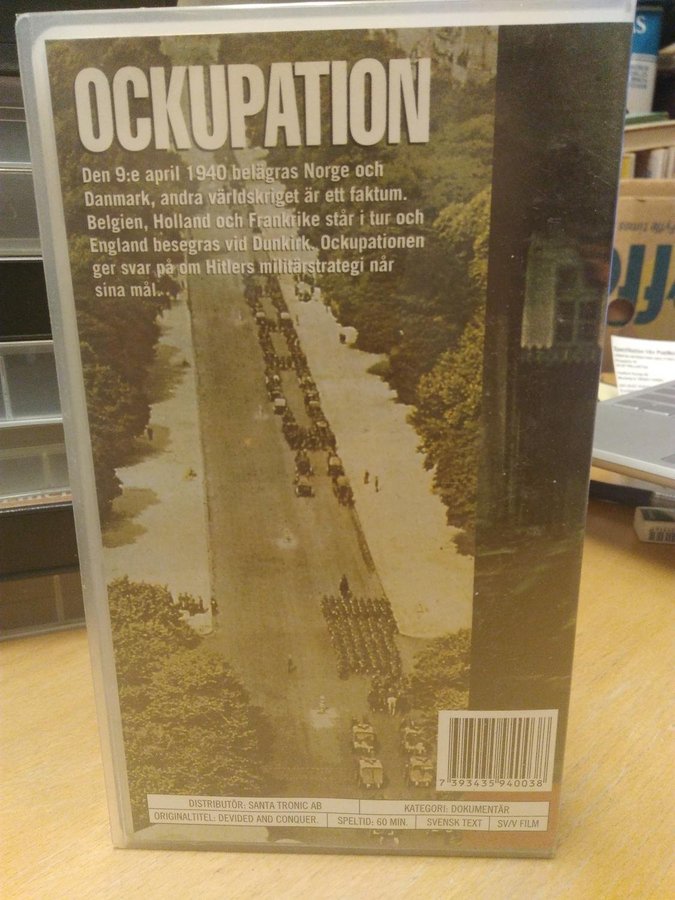 OCKUPATION
Den 9:e april 1940 belägras Norge och
Danmark, andra världskriget är ett faktum.
Belgien, Holland och Frankrike står i tur och
England besegras vid Dunkirk. Ockupationen
ger svar på om Hitlers militärstrategi når
sina mål...
7 393435 940038
DISTRIBUTÖR: SANTA TRONIC AB
KATEGORI: DOKUMENTÄR
ORIGINALTITEL: DEVIDED AND CONQUER.
SPELTID: 60 MIN.
SVENSK TEXT
SV/V FILM